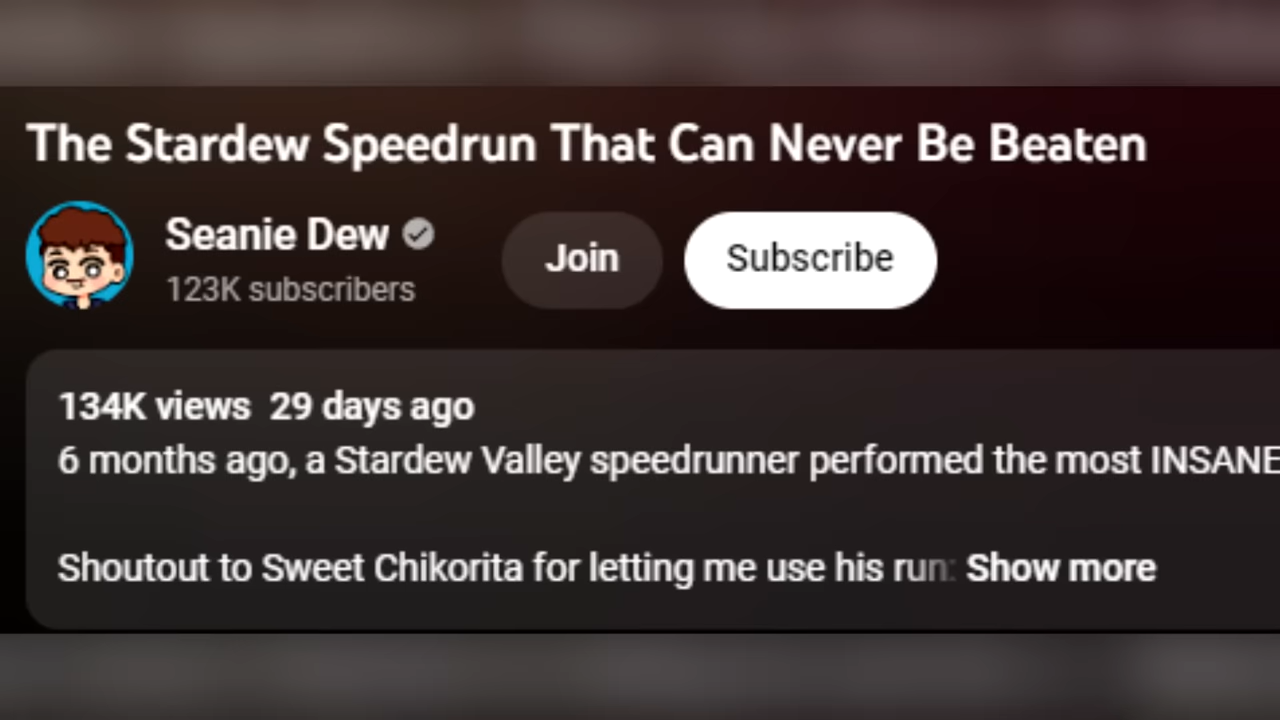 The Stardew Speedrun That Can Never Be Beaten
Seanie Dew
123K subscribers
Join
Subscribe
134K views 29 days ago
6 months ago, a Stardew Valley speedrunner performed the most INSANE
Shoutout to Sweet Chikorita for letting me use his run: Show more